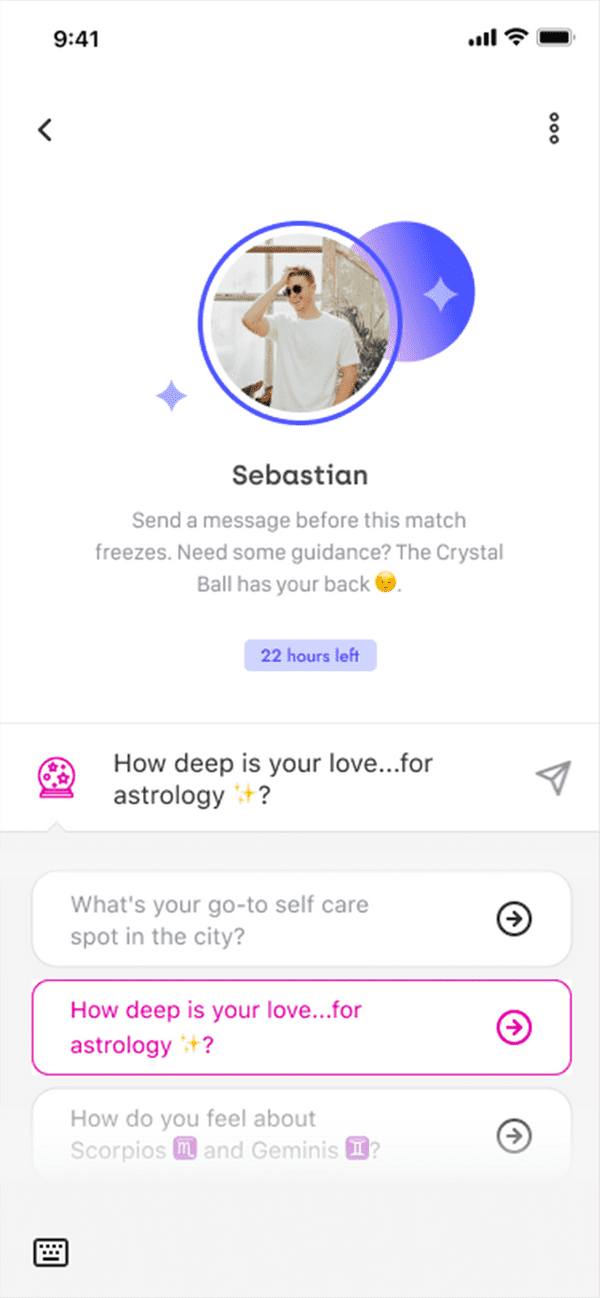 9:41
Sebastian
Send a message before this match
freezes. Need some guidance? The Crystal
Ball has your back 😉.
22 hours left
How deep is your love...for
astrology ✨?
What's your go-to self care
spot in the city?
How deep is your love...for
astrology ✨?
How do you feel about
Scorpios ♏ and Geminis ♊?